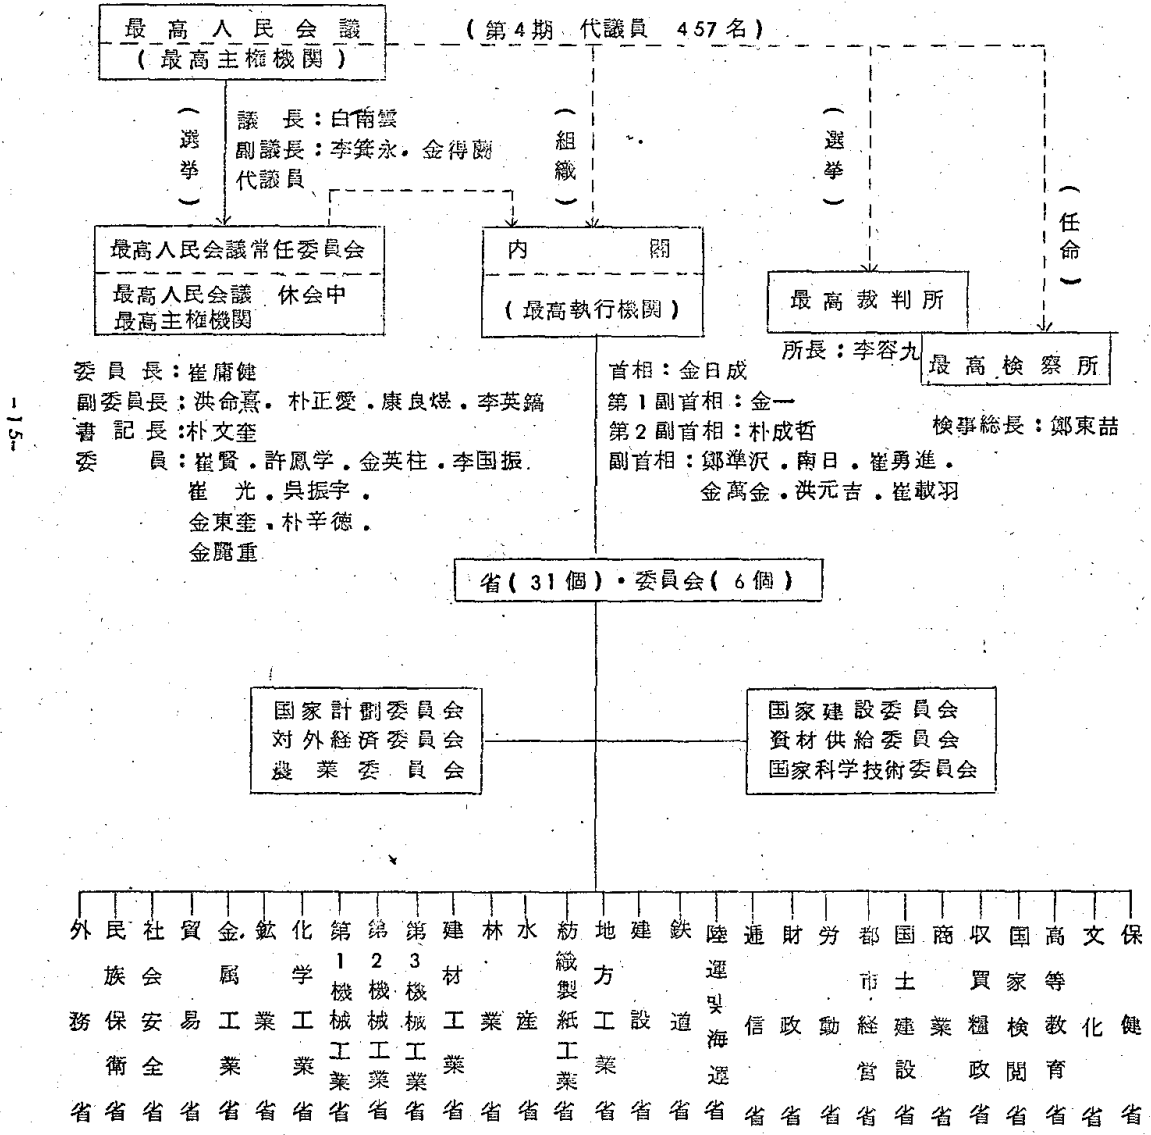 最高人民会議
(最高主権機関)
(第4期 代議員 457名)
(選挙)
議長:白南雲
副議長:李箕永・金得蘭
代議員
(組織)
(選挙)
(任命)
最高人民会議常任委員会
最高人民会議 休会中
最高主権機関
内閣
(最高執行機関)
最高裁判所
所長:李容九
最高検察所
検事総長:鄭東喆
委員長:崔庸健
副委員長:洪命熹・朴正愛・康良煜・李英鎬
書記長:朴文奎
委員:崔賢・許鳳学・金英柱・李国振・
崔光・呉振宇・
金東奎・朴辛徳・
金麗重
首相:金日成
第1副首相:金一
第2副首相:朴成哲
副首相:鄭準沢・南日・崔勇進・
金萬金・洪元吉・崔載羽
-15-
省(31個)・委員会(6個)
国家計劃委員会
対外経済委員会
農業委員会
国家建設委員会
資材供給委員会
国家科学技術委員会
外務省
民族保衛省
社会安全省
貿易省
金属工業省
鉱業省
化学工業省
第1機械工業省
第2機械工業省
第3機械工業省
建材工業省
林業省
水産省
紡織製紙工業省
地方工業省
建設省
鉄道省
陸運및海運省
逓信省
財政省
労動省
都市経営省
国土建設省
商業省
収買糧政省
国家検閲省
高等教育省
文化省
保健省